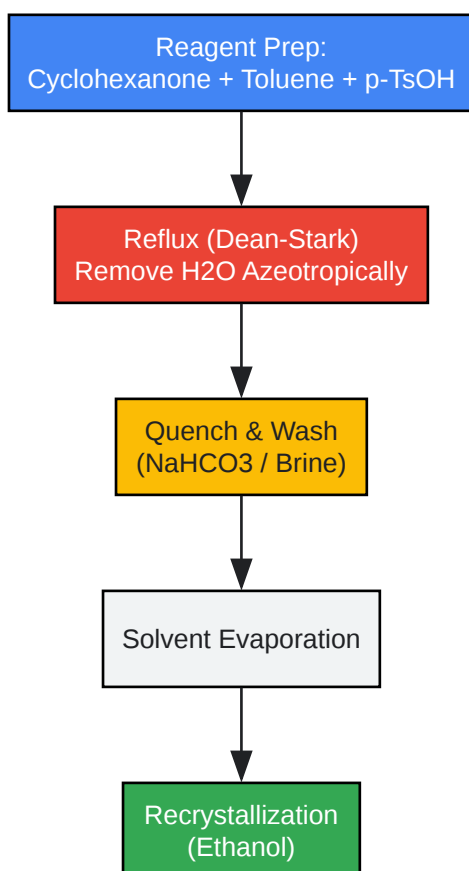 Reagent Prep:
Cyclohexanone + Toluene + p-TsOH
Reflux (Dean-Stark)
Remove H2O Azeotropically
Quench & Wash
(NaHCO3 / Brine)
Solvent Evaporation
Recrystallization
(Ethanol)